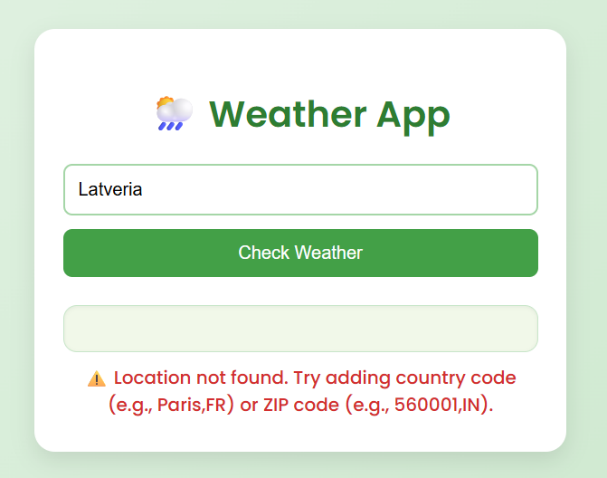 Weather App
Latveria
Check Weather
Location not found. Try adding country code
(e.g., Paris,FR) or ZIP code (e.g., 560001,IN).